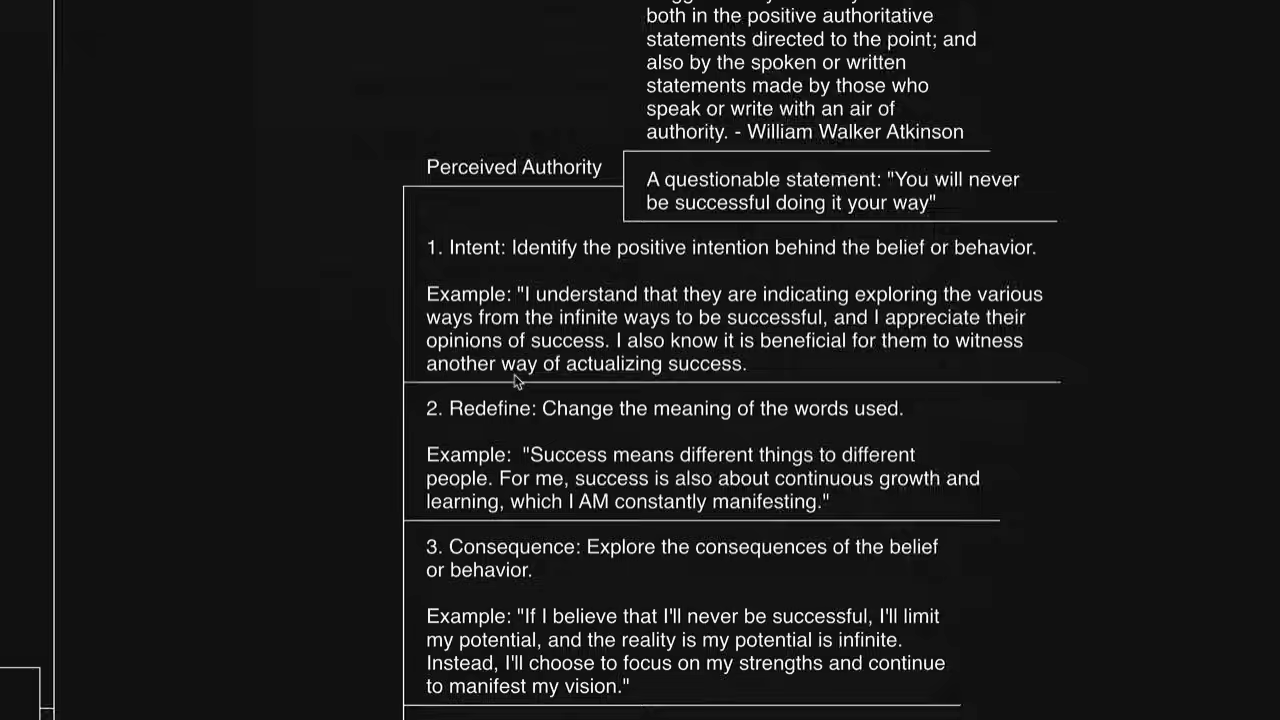 both in the positive authoritative
statements directed to the point; and
also by the spoken or written
statements made by those who
speak or write with an air of
authority. - William Walker Atkinson
Perceived Authority
A questionable statement: "You will never
be successful doing it your way"
1. Intent: Identify the positive intention behind the belief or behavior.
Example: "I understand that they are indicating exploring the various
ways from the infinite ways to be successful, and I appreciate their
opinions of success. I also know it is beneficial for them to witness
another way of actualizing success.
2. Redefine: Change the meaning of the words used.
Example:  "Success means different things to different
people. For me, success is also about continuous growth and
learning, which I AM constantly manifesting."
3. Consequence: Explore the consequences of the belief
or behavior.
Example: "If I believe that I'll never be successful, I'll limit
my potential, and the reality is my potential is infinite.
Instead, I'll choose to focus on my strengths and continue
to manifest my vision."